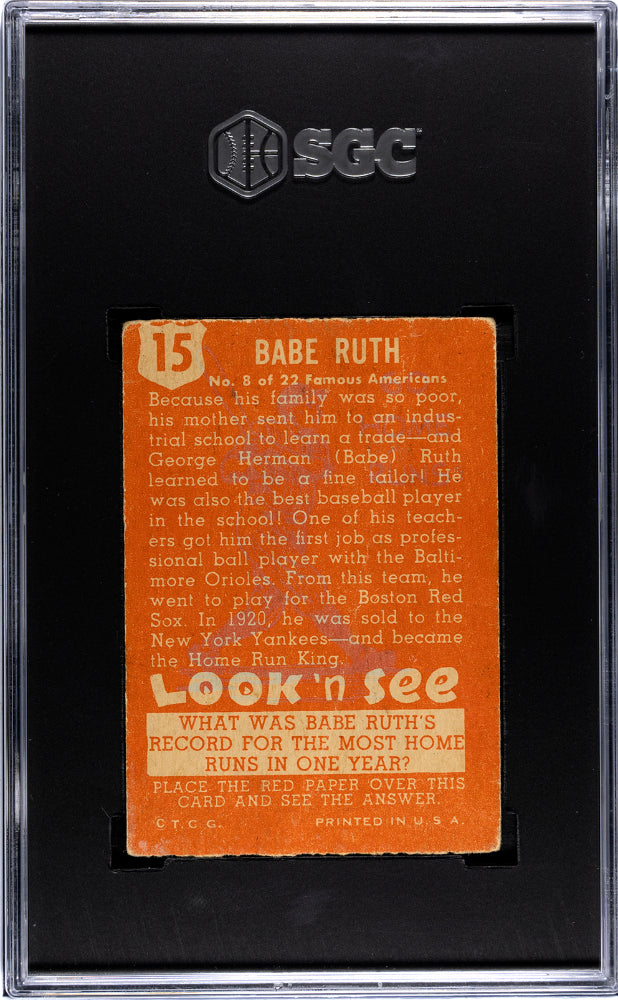 SGC
15
BABE RUTH
No. 8 of 22 Famous Americans
Because his family was so poor,
his mother sent him to an indus-
trial school to learn a trade—and
George Herman (Babe) Ruth
learned to be a fine tailor! He
was also the best baseball player
in the school! One of his teach-
ers got him the first job as profes-
sional ball player with the Balti-
more Orioles. From this team, he
went to play for the Boston Red
Sox. In 1920, he was sold to the
New York Yankees—and became
the Home Run King.
LOOK 'n See
WHAT WAS BABE RUTH'S
RECORD FOR THE MOST HOME
RUNS IN ONE YEAR?
PLACE THE RED PAPER OVER THIS
CARD AND SEE THE ANSWER.
© T. C. G. PRINTED IN U. S. A.